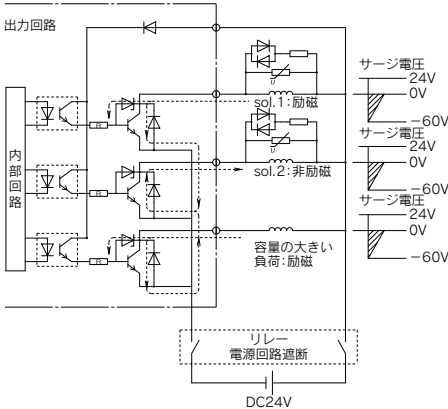 出力回路
内部回路
サージ電圧
24V
0V
−60V
sol.1:励磁
サージ電圧
24V
0V
−60V
sol.2:非励磁
サージ電圧
24V
0V
−60V
容量の大きい
負荷:励磁
リレー
電源回路遮断
DC24V